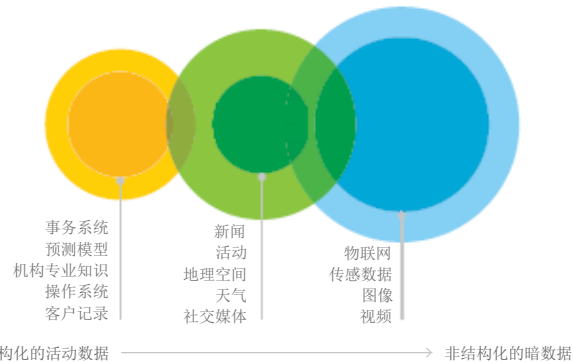 事务系统
预测模型
机构专业知识
操作系统
客户记录
新闻
活动
地理空间
天气
社交媒体
物联网
传感数据
图像
视频
构化的活动数据
非结构化的暗数据